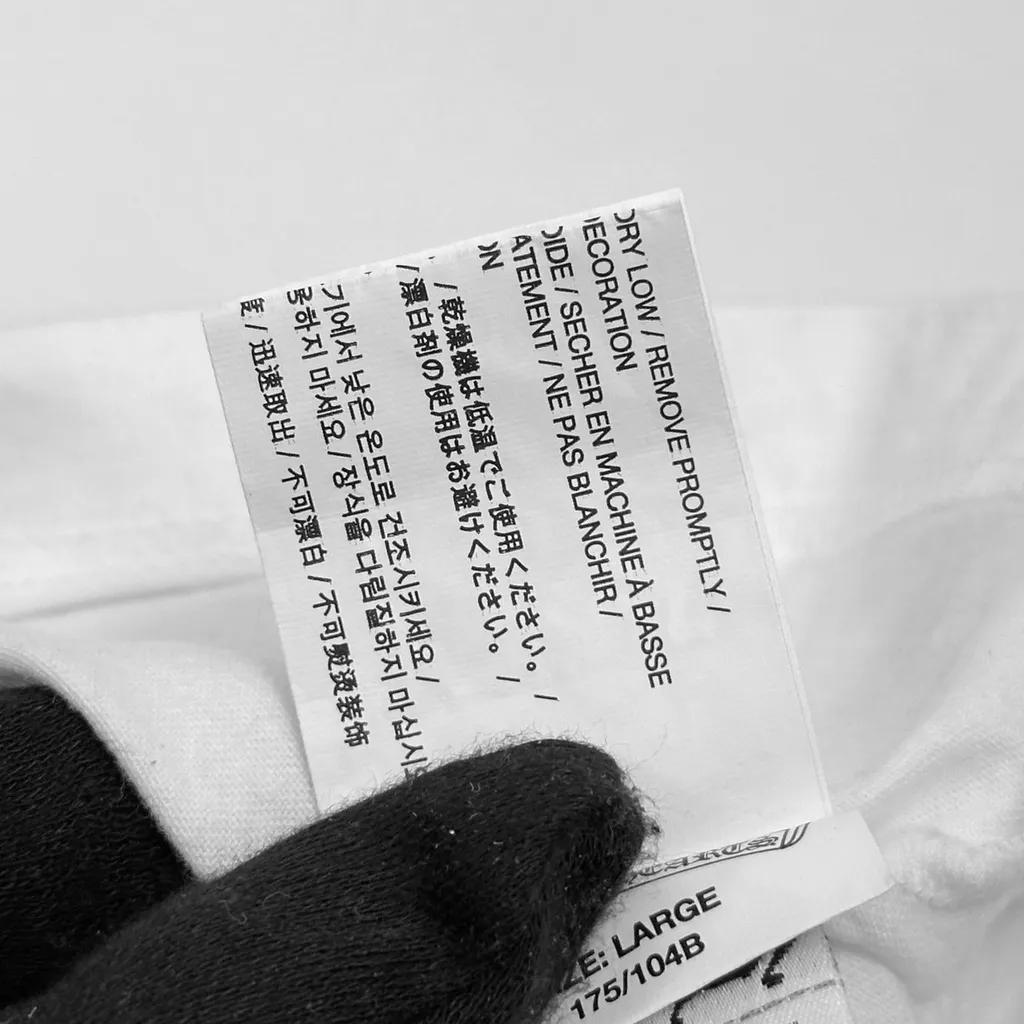 DRY LOW / REMOVE PROMPTLY /
DECORATION
OIDE / SECHER EN MACHINE À BASSE
ATEMENT / NE PAS BLANCHIR /
ON
/ 乾燥機は低温でご使用ください。 /
/ 漂白剤の使用はお避けください。 /
기에서 낮은 온도로 건조시키세요 /
용하지 마세요 / 장식을 다림질하지 마십시오
/ 迅速取出 / 不可漂白 / 不可熨烫装饰
ZE: LARGE
175/104B